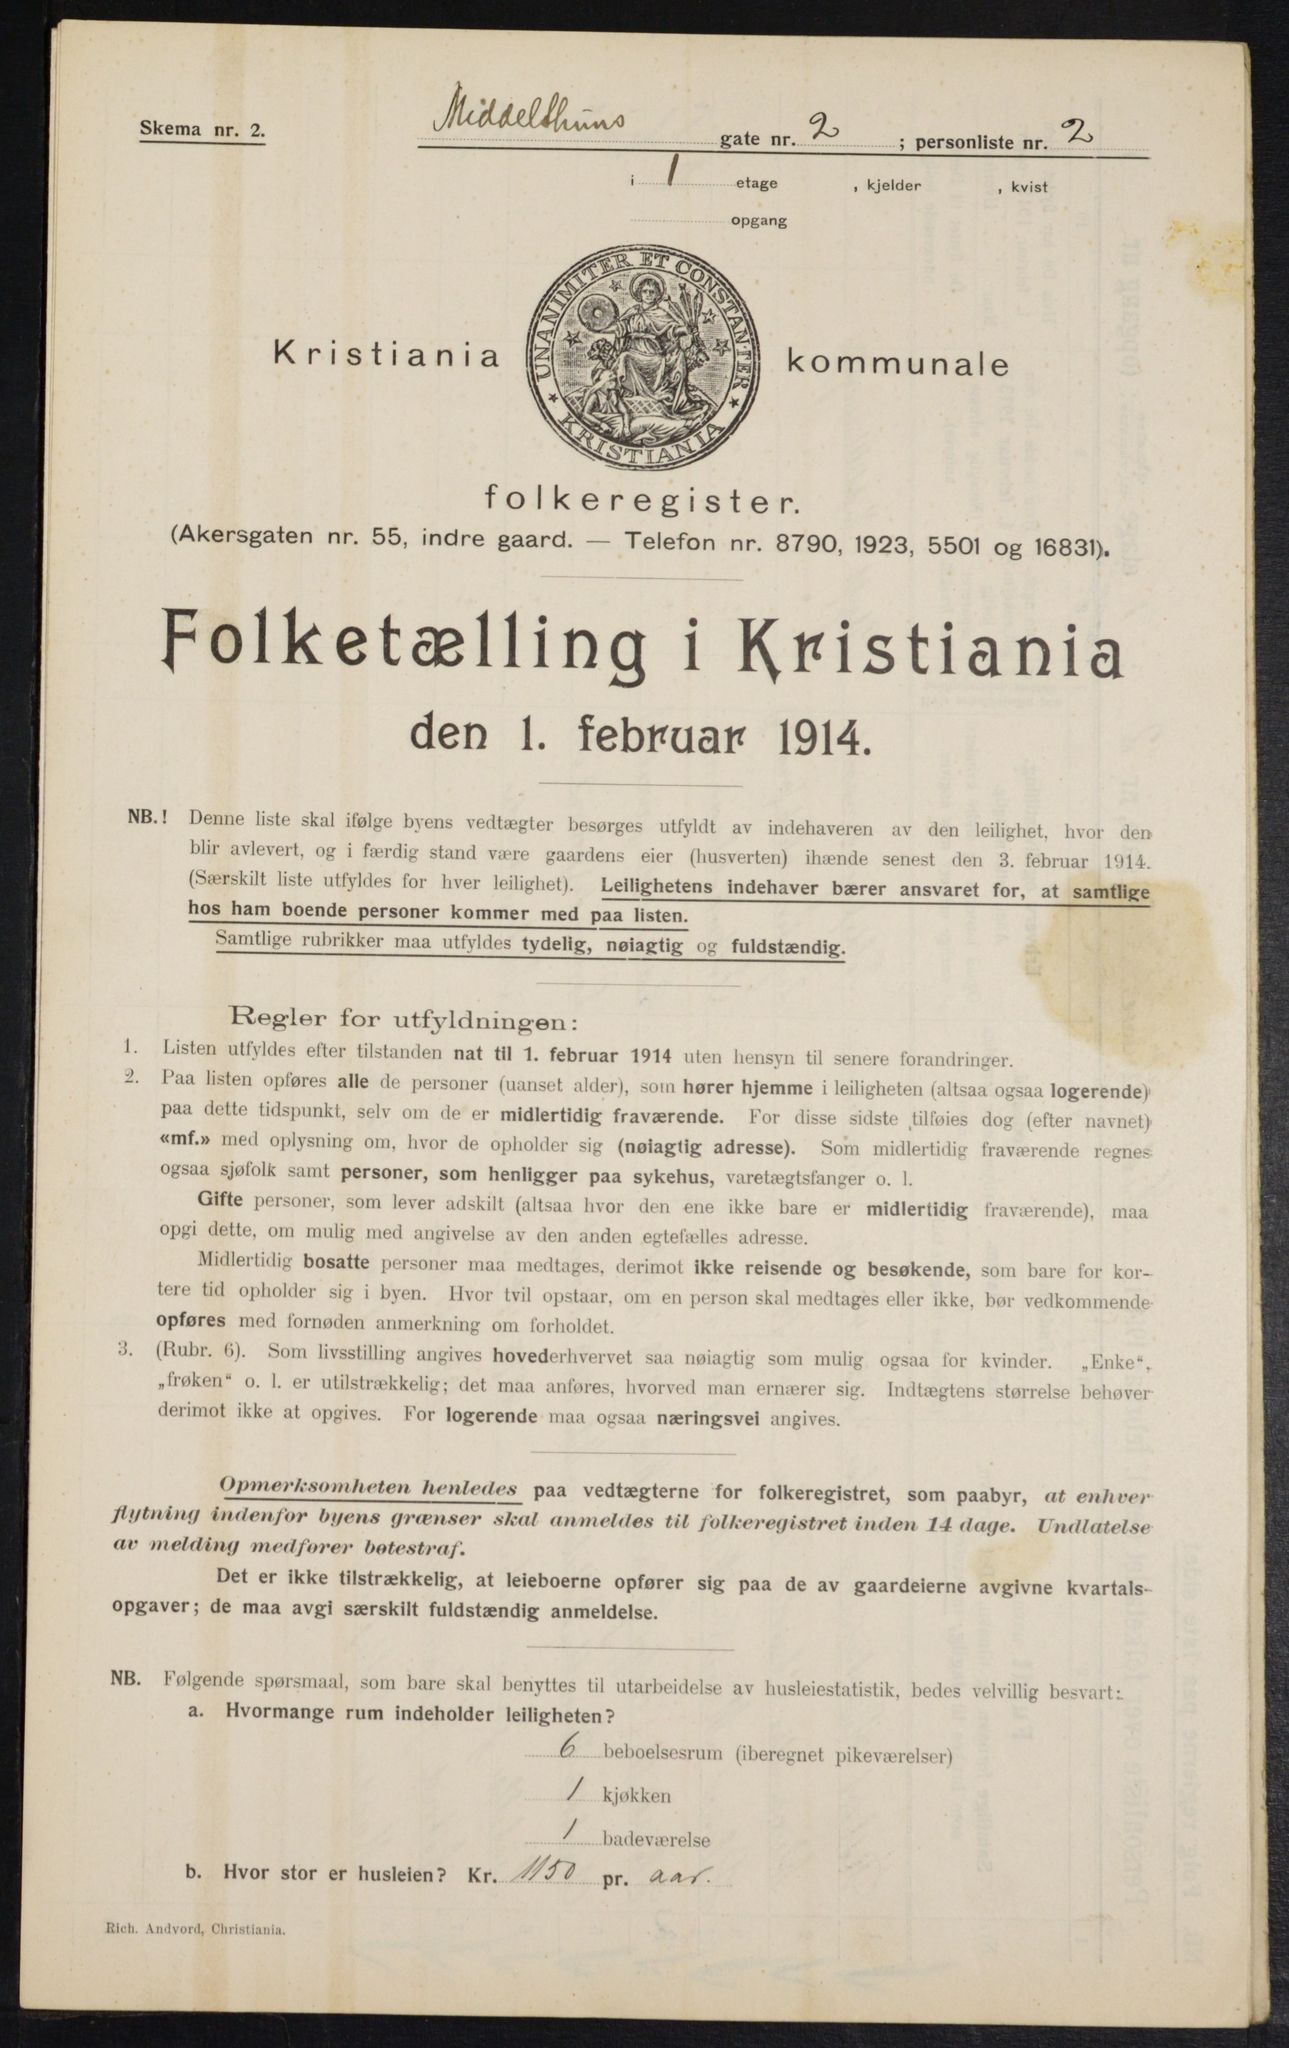 Skema nr. 2.
Middelthuns gate nr. 2 ; personliste nr. 2
i 1 etage , kjelder , kvist
opgang
UNANIMITER ET CONSTANTER
KRISTIANIA
Kristiania kommunale
folkeregister.
(Akersgaten nr. 55, indre gaard. — Telefon nr. 8790, 1923, 5501 og 16831).
Folketælling i Kristiania
den 1. februar 1914.
NB.! Denne liste skal ifølge byens vedtægter besørges utfyldt av indehaveren av den leilighet, hvor den
blir avlevert, og i færdig stand være gaardens eier (husverten) ihænde senest den 3. februar 1914.
(Særskilt liste utfyldes for hver leilighet). Leilighetens indehaver bærer ansvaret for, at samtlige
hos ham boende personer kommer med paa listen.
Samtlige rubrikker maa utfyldes tydelig, nøiagtig og fuldstændig.
Regler for utfyldningen:
1. Listen utfyldes efter tilstanden nat til 1. februar 1914 uten hensyn til senere forandringer.
2. Paa listen opføres alle de personer (uanset alder), som hører hjemme i leiligheten (altsaa ogsaa logerende)
paa dette tidspunkt, selv om de er midlertidig fraværende. For disse sidste tilføies dog (efter navnet)
«mf.» med oplysning om, hvor de opholder sig (nøiagtig adresse). Som midlertidig fraværende regnes
ogsaa sjøfolk samt personer, som henligger paa sykehus, varetægtsfanger o. l.
Gifte personer, som lever adskilt (altsaa hvor den ene ikke bare er midlertidig fraværende), maa
opgi dette, om mulig med angivelse av den anden egtefælles adresse.
Midlertidig bosatte personer maa medtages, derimot ikke reisende og besøkende, som bare for kor-
tere tid opholder sig i byen. Hvor tvil opstaar, om en person skal medtages eller ikke, bør vedkommende
opføres med fornøden anmerkning om forholdet.
3. (Rubr. 6). Som livsstilling angives hovederhvervet saa nøiagtig som mulig ogsaa for kvinder. „Enke“,
„frøken“ o. l. er utilstrækkelig; det maa anføres, hvorved man ernærer sig. Indtægtens størrelse behøver
derimot ikke at opgives. For logerende maa ogsaa næringsvei angives.
Opmerksomheten henledes paa vedtægterne for folkeregistret, som paabyr, at enhver
flytning indenfor byens grænser skal anmeldes til folkeregistret inden 14 dage. Undlatelse
av melding medfører bøtestraf.
Det er ikke tilstrækkelig, at leieboerne opfører sig paa de av gaardeierne avgivne kvartals-
opgaver; de maa avgi særskilt fuldstændig anmeldelse.
NB. Følgende spørsmaal, som bare skal benyttes til utarbeidelse av husleiestatistik, bedes velvillig besvart:
a. Hvormange rum indeholder leiligheten?
6 beboelsesrum (iberegnet pikeværelser)
1 kjøkken
1 badeværelse
b. Hvor stor er husleien? Kr. 1150 pr. aar.
Rich. Andvord, Christiania.